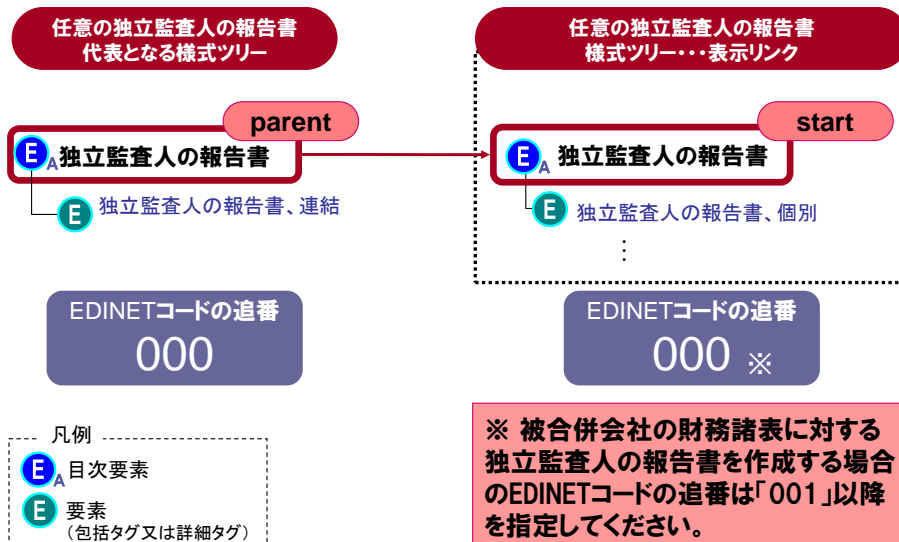 任意の独立監査人の報告書
代表となる様式ツリー
任意の独立監査人の報告書
様式ツリー・・・表示リンク
parent
start
E A 独立監査人の報告書
E A 独立監査人の報告書
E 独立監査人の報告書、連結
E 独立監査人の報告書、個別
⋮
EDINETコードの追番
000
EDINETコードの追番
000 ※
凡例
E A 目次要素
E 要素
(包括タグ又は詳細タグ)
※ 被合併会社の財務諸表に対する
独立監査人の報告書を作成する場合
のEDINETコードの追番は「001」以降
を指定してください。